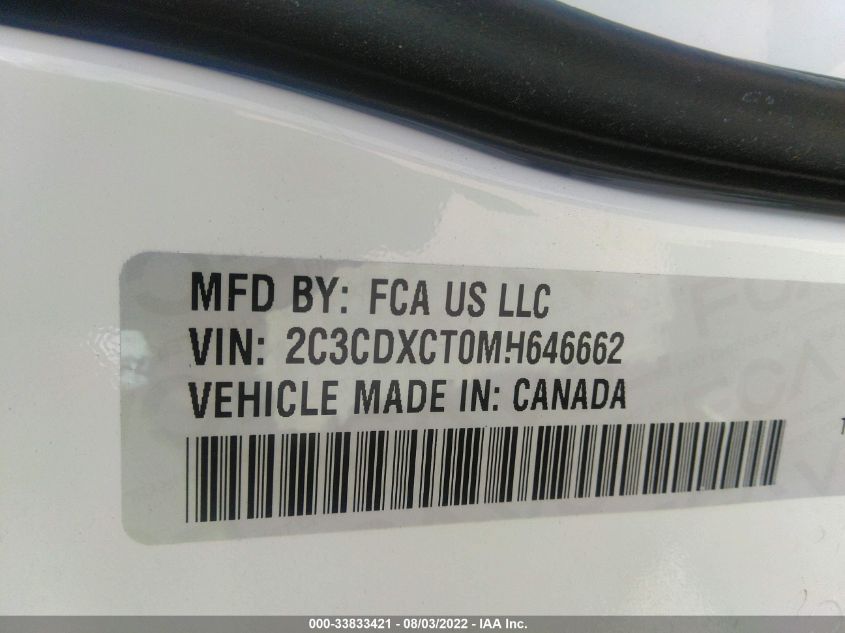 MFD BY: FCA US LLC
VIN: 2C3CDXCT0MH646662
VEHICLE MADE IN: CANADA
000-33833421 - 08/03/2022 - IAA Inc.